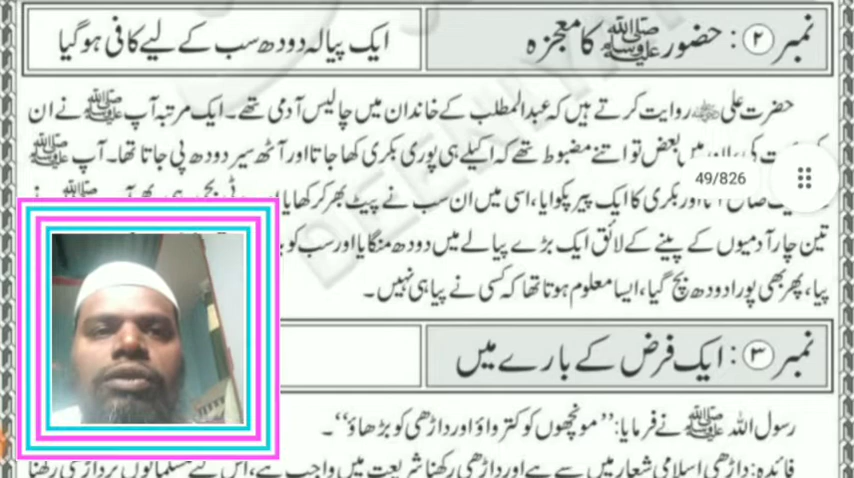 نمبر ②: حضور ﷺ کا معجزہ
ایک پیالہ دودھ سب کے لیے کافی ہو گیا
حضرت علی ؓ روایت کرتے ہیں کہ عبدالمطلب کے خاندان میں چالیس آدمی تھے۔ ایک مرتبہ آپ ﷺ نے ان
میں بعض تو اتنے مضبوط تھے کہ اکیلے ہی پوری بکری کھا جاتا اور آٹھ سیر دودھ پی جاتا تھا۔ آپ ﷺ
49/826
اور بکری کا ایک پیر پکوایا، اسی میں ان سب نے پیٹ بھر کر کھایا
تین چار آدمیوں کے پینے کے لائق ایک بڑے پیالے میں دودھ منگایا اور سب کو
پیا، پھر بھی پورا دودھ بچ گیا، ایسا معلوم ہوتا تھا کہ کسی نے پیا ہی نہیں۔
نمبر ③: ایک فرض کے بارے میں
رسول اللہ ﷺ نے فرمایا: ”مونچھوں کو کترواؤ اور داڑھی کو بڑھاؤ“۔
فائدہ: داڑھی اسلامی شعار میں سے ہے اور داڑھی رکھنا شریعت میں واجب ہے، اس لیے مسلمانوں پر داڑھی رکھنا
DEENIYAT